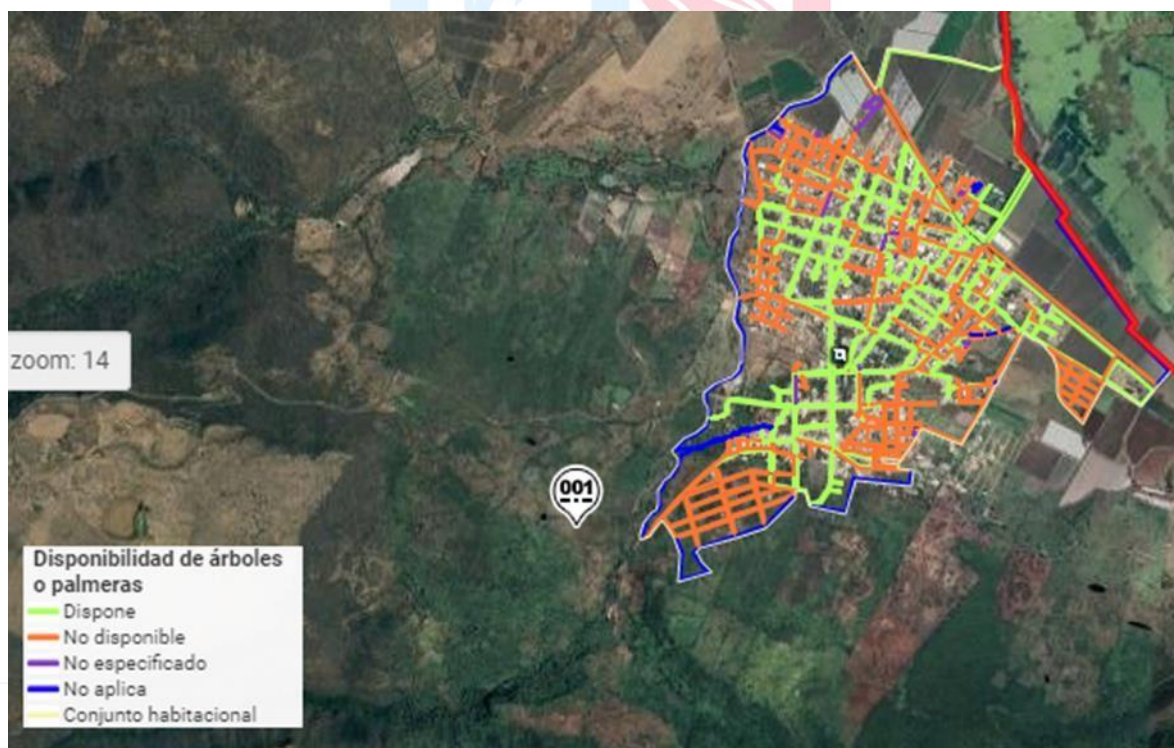 zoom: 14
001
Disponibilidad de árboles
o palmeras
Dispone
No disponible
No especificado
No aplica
Conjunto habitacional